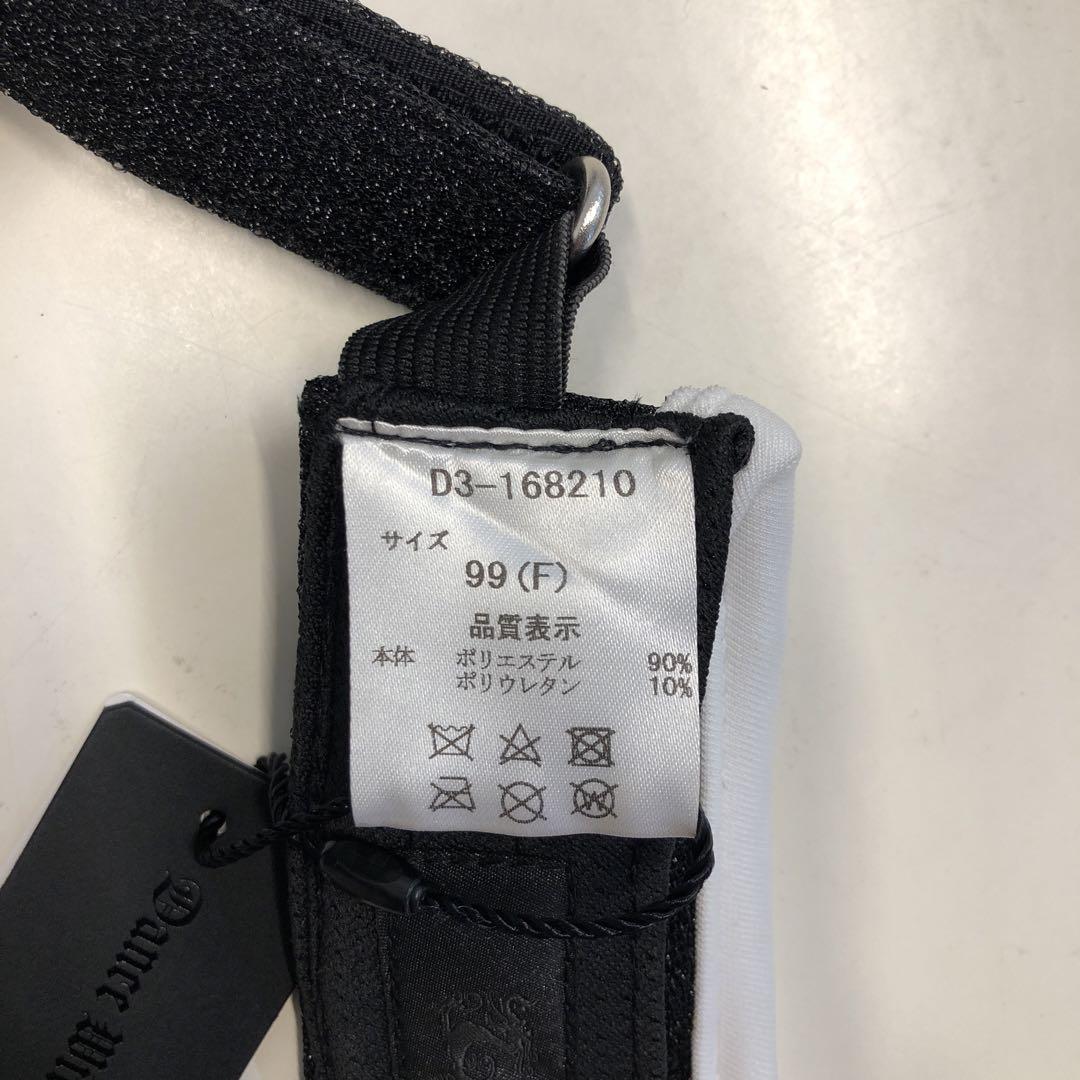 D3-168210
サイズ
99(F)
品質表示
本体 ポリエステル 90%
ポリウレタン 10%
W
Dance